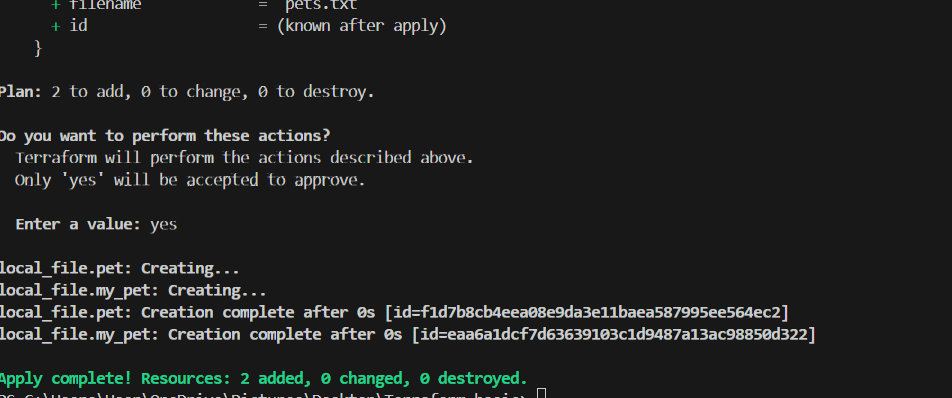 + filename = "pets.txt"
+ id = (known after apply)
}
Plan: 2 to add, 0 to change, 0 to destroy.
Do you want to perform these actions?
Terraform will perform the actions described above.
Only 'yes' will be accepted to approve.
Enter a value: yes
local_file.pet: Creating...
local_file.my_pet: Creating...
local_file.pet: Creation complete after 0s [id=f1d7b8cb4eea08e9da3e11baea587995ee564ec2]
local_file.my_pet: Creation complete after 0s [id=eaa6a1dcf7d63639103c1d9487a13ac98850d322]
Apply complete! Resources: 2 added, 0 changed, 0 destroyed.
PS C:\Users\User\OneDrive\Pictures\Desktop\Terraform-basic>